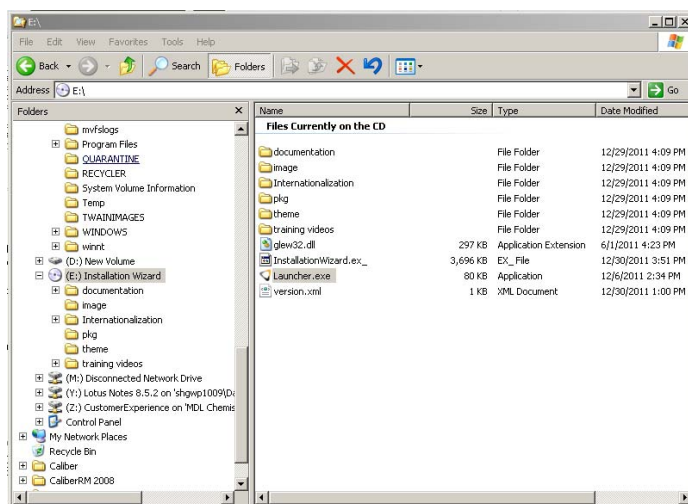 E:\
File Edit View Favorites Tools Help
Back Search Folders
Address E:\ Go
Folders
mvfslogs
Program Files
QUARANTINE
RECYCLER
System Volume Information
Temp
TWAINIMAGES
WINDOWS
winnt
(D:) New Volume
(E:) Installation Wizard
documentation
image
Internationalization
pkg
theme
training videos
(M:) Disconnected Network Drive
(Y:) Lotus Notes 8.5.2 on 'shgwp1009\Da
(Z:) CustomerExperience on 'MDL Chemis
Control Panel
My Network Places
Recycle Bin
Caliber
CaliberRM 2008
Name Size Type Date Modified
Files Currently on the CD
documentation File Folder 12/29/2011 4:09 PM
image File Folder 12/29/2011 4:09 PM
Internationalization File Folder 12/29/2011 4:09 PM
pkg File Folder 12/29/2011 4:09 PM
theme File Folder 12/29/2011 4:09 PM
training videos File Folder 12/29/2011 4:09 PM
glew32.dll 297 KB Application Extension 6/1/2011 4:23 PM
InstallationWizard.ex_ 3,696 KB EX_ File 12/30/2011 3:51 PM
Launcher.exe 80 KB Application 12/6/2011 2:34 PM
version.xml 1 KB XML Document 12/30/2011 1:00 PM